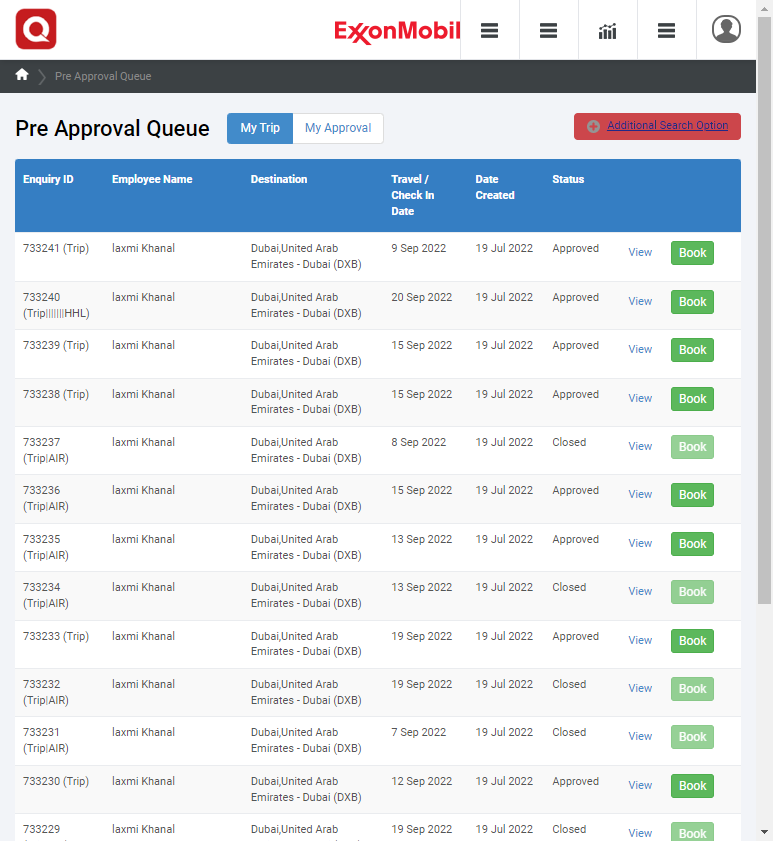 Q
ExxonMobil
Pre Approval Queue
Pre Approval Queue
My Trip
My Approval
Additional Search Option
Enquiry ID Employee Name Destination Travel / Date Status
Check In Created
Date
733241 (Trip) laxmi Khanal Dubai,United Arab 9 Sep 2022 19 Jul 2022 Approved View Book
Emirates - Dubai (DXB)
733240 laxmi Khanal Dubai,United Arab 20 Sep 2022 19 Jul 2022 Approved View Book
(Trip|||||||HHL) Emirates - Dubai (DXB)
733239 (Trip) laxmi Khanal Dubai,United Arab 15 Sep 2022 19 Jul 2022 Approved View Book
Emirates - Dubai (DXB)
733238 (Trip) laxmi Khanal Dubai,United Arab 15 Sep 2022 19 Jul 2022 Approved View Book
Emirates - Dubai (DXB)
733237 laxmi Khanal Dubai,United Arab 8 Sep 2022 19 Jul 2022 Closed View Book
(Trip|AIR) Emirates - Dubai (DXB)
733236 laxmi Khanal Dubai,United Arab 15 Sep 2022 19 Jul 2022 Approved View Book
(Trip|AIR) Emirates - Dubai (DXB)
733235 laxmi Khanal Dubai,United Arab 13 Sep 2022 19 Jul 2022 Approved View Book
(Trip|AIR) Emirates - Dubai (DXB)
733234 laxmi Khanal Dubai,United Arab 13 Sep 2022 19 Jul 2022 Closed View Book
(Trip|AIR) Emirates - Dubai (DXB)
733233 (Trip) laxmi Khanal Dubai,United Arab 19 Sep 2022 19 Jul 2022 Approved View Book
Emirates - Dubai (DXB)
733232 laxmi Khanal Dubai,United Arab 19 Sep 2022 19 Jul 2022 Closed View Book
(Trip|AIR) Emirates - Dubai (DXB)
733231 laxmi Khanal Dubai,United Arab 7 Sep 2022 19 Jul 2022 Closed View Book
(Trip|AIR) Emirates - Dubai (DXB)
733230 (Trip) laxmi Khanal Dubai,United Arab 12 Sep 2022 19 Jul 2022 Approved View Book
Emirates - Dubai (DXB)
733229 laxmi Khanal Dubai,United Arab 19 Sep 2022 19 Jul 2022 Closed View Book